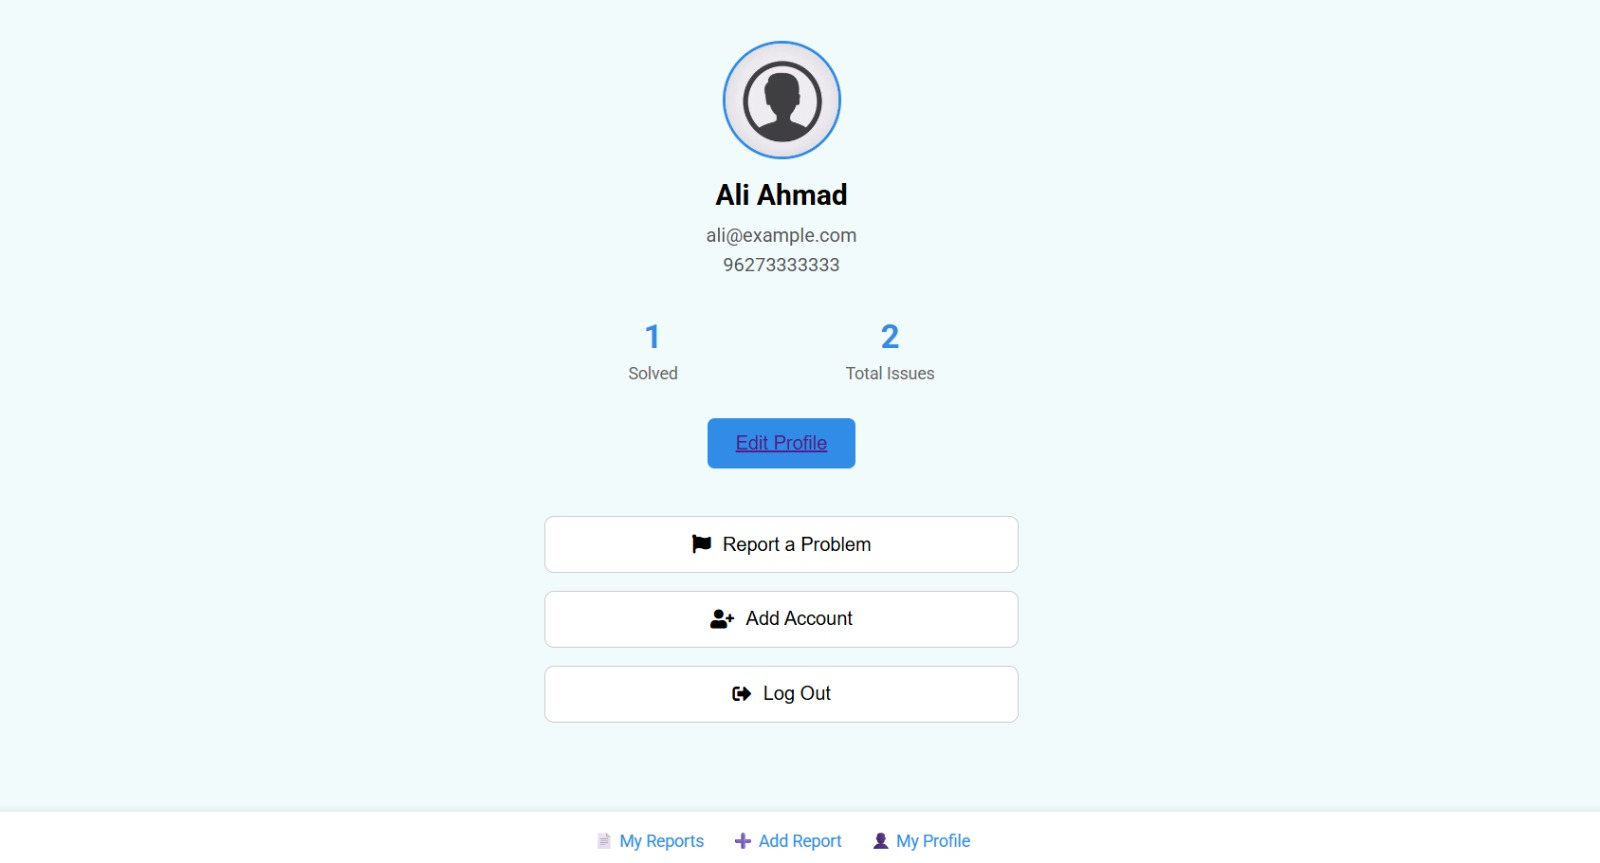 Ali Ahmad
ali@example.com
96273333333
1 2
Solved Total Issues
Edit Profile
Report a Problem
Add Account
Log Out
My Reports Add Report My Profile